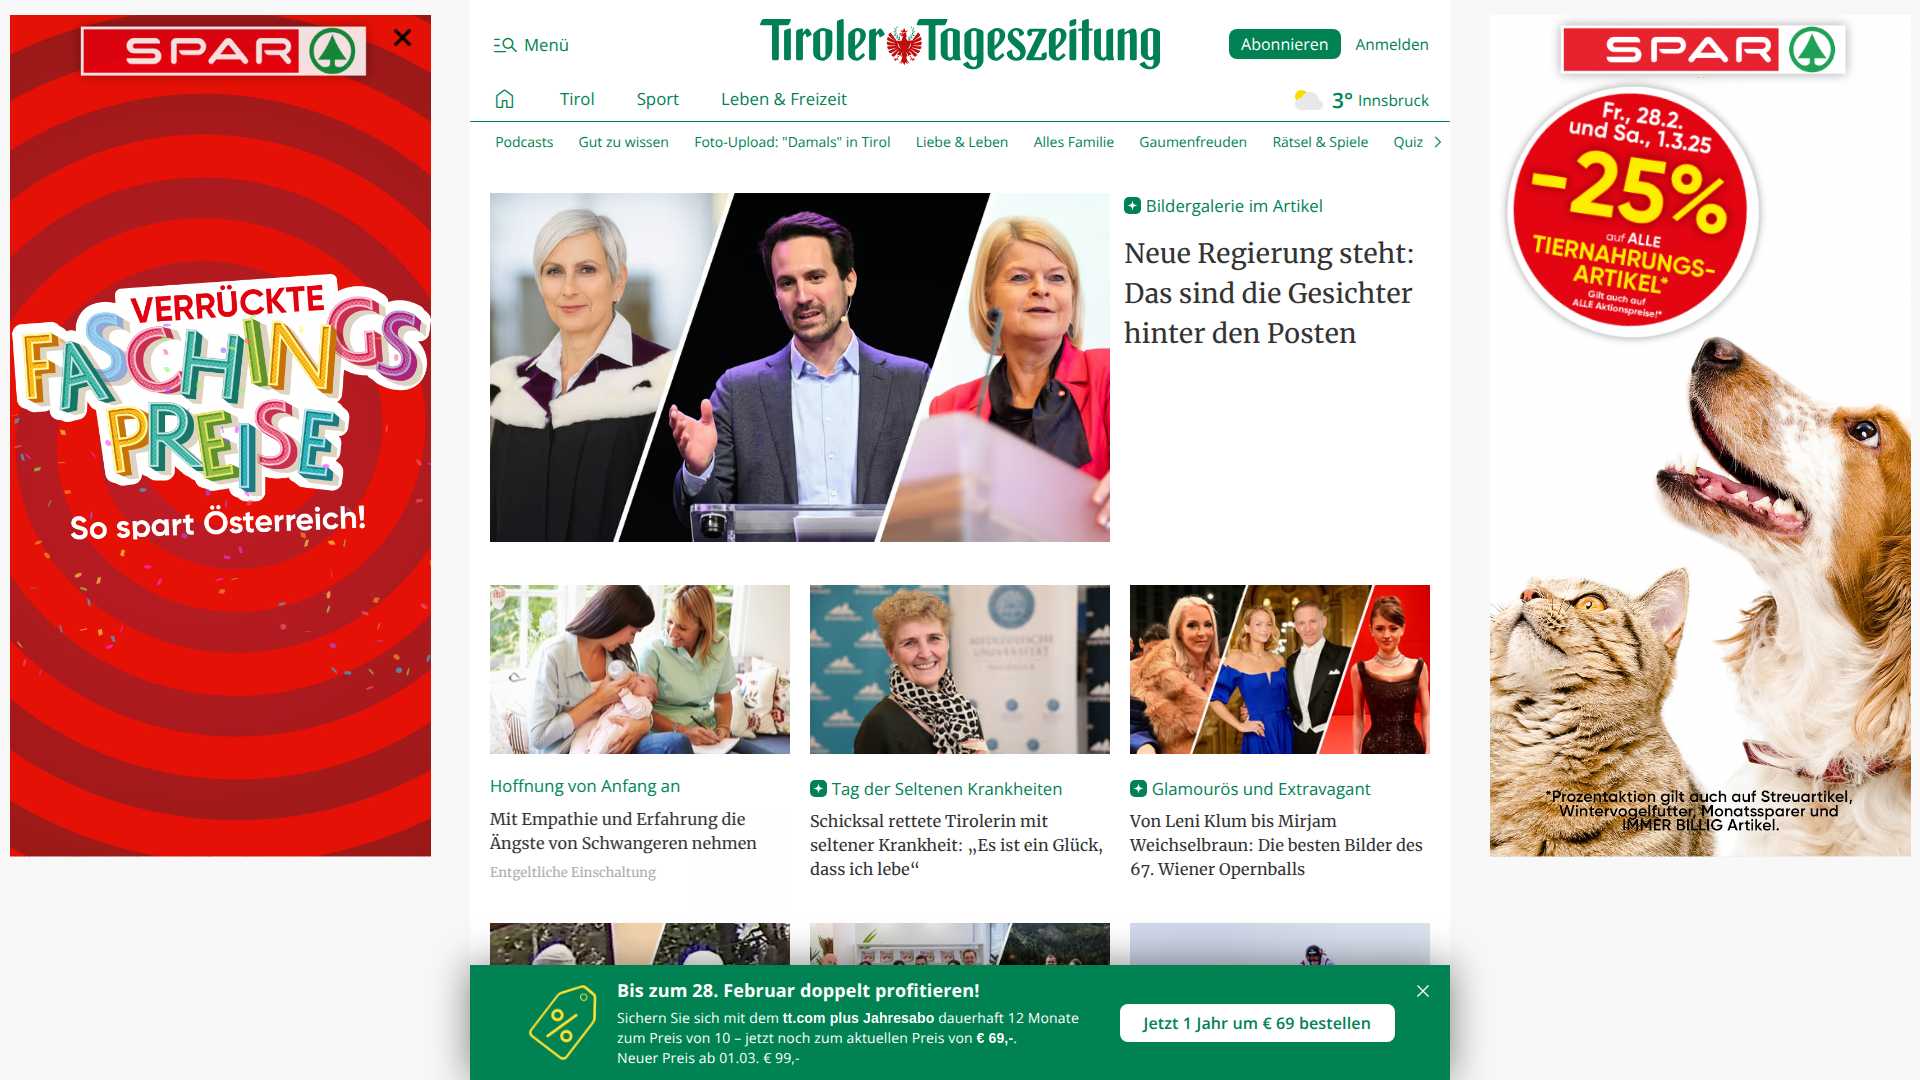 SPAR
VERRÜCKTE
FASCHINGS
PREISE
So spart Österreich!
Menü
Tiroler Tageszeitung
Abonnieren
Anmelden
Tirol
Sport
Leben & Freizeit
3° Innsbruck
Podcasts
Gut zu wissen
Foto-Upload: "Damals" in Tirol
Liebe & Leben
Alles Familie
Gaumenfreuden
Rätsel & Spiele
Quiz
Bildergalerie im Artikel
Neue Regierung steht:
Das sind die Gesichter
hinter den Posten
Hoffnung von Anfang an
Mit Empathie und Erfahrung die
Ängste von Schwangeren nehmen
Entgeltliche Einschaltung
Tag der Seltenen Krankheiten
Schicksal rettete Tirolerin mit
seltener Krankheit: „Es ist ein Glück,
dass ich lebe“
Glamourös und Extravagant
Von Leni Klum bis Mirjam
Weichselbraun: Die besten Bilder des
67. Wiener Opernballs
Bis zum 28. Februar doppelt profitieren!
Sichern Sie sich mit dem tt.com plus Jahresabo dauerhaft 12 Monate
zum Preis von 10 – jetzt noch zum aktuellen Preis von € 69,-.
Neuer Preis ab 01.03. € 99,-
Jetzt 1 Jahr um € 69 bestellen
SPAR
Fr., 28.2.
und Sa., 1.3.25
-25%
auf ALLE
TIERNAHRUNGS-
ARTIKEL*
Gilt auch auf
ALLE Aktionspreise!*
*Prozentaktion gilt auch auf Streuartikel,
Wintervogelfutter, Monatssparer und
IMMER BILLIG Artikel.